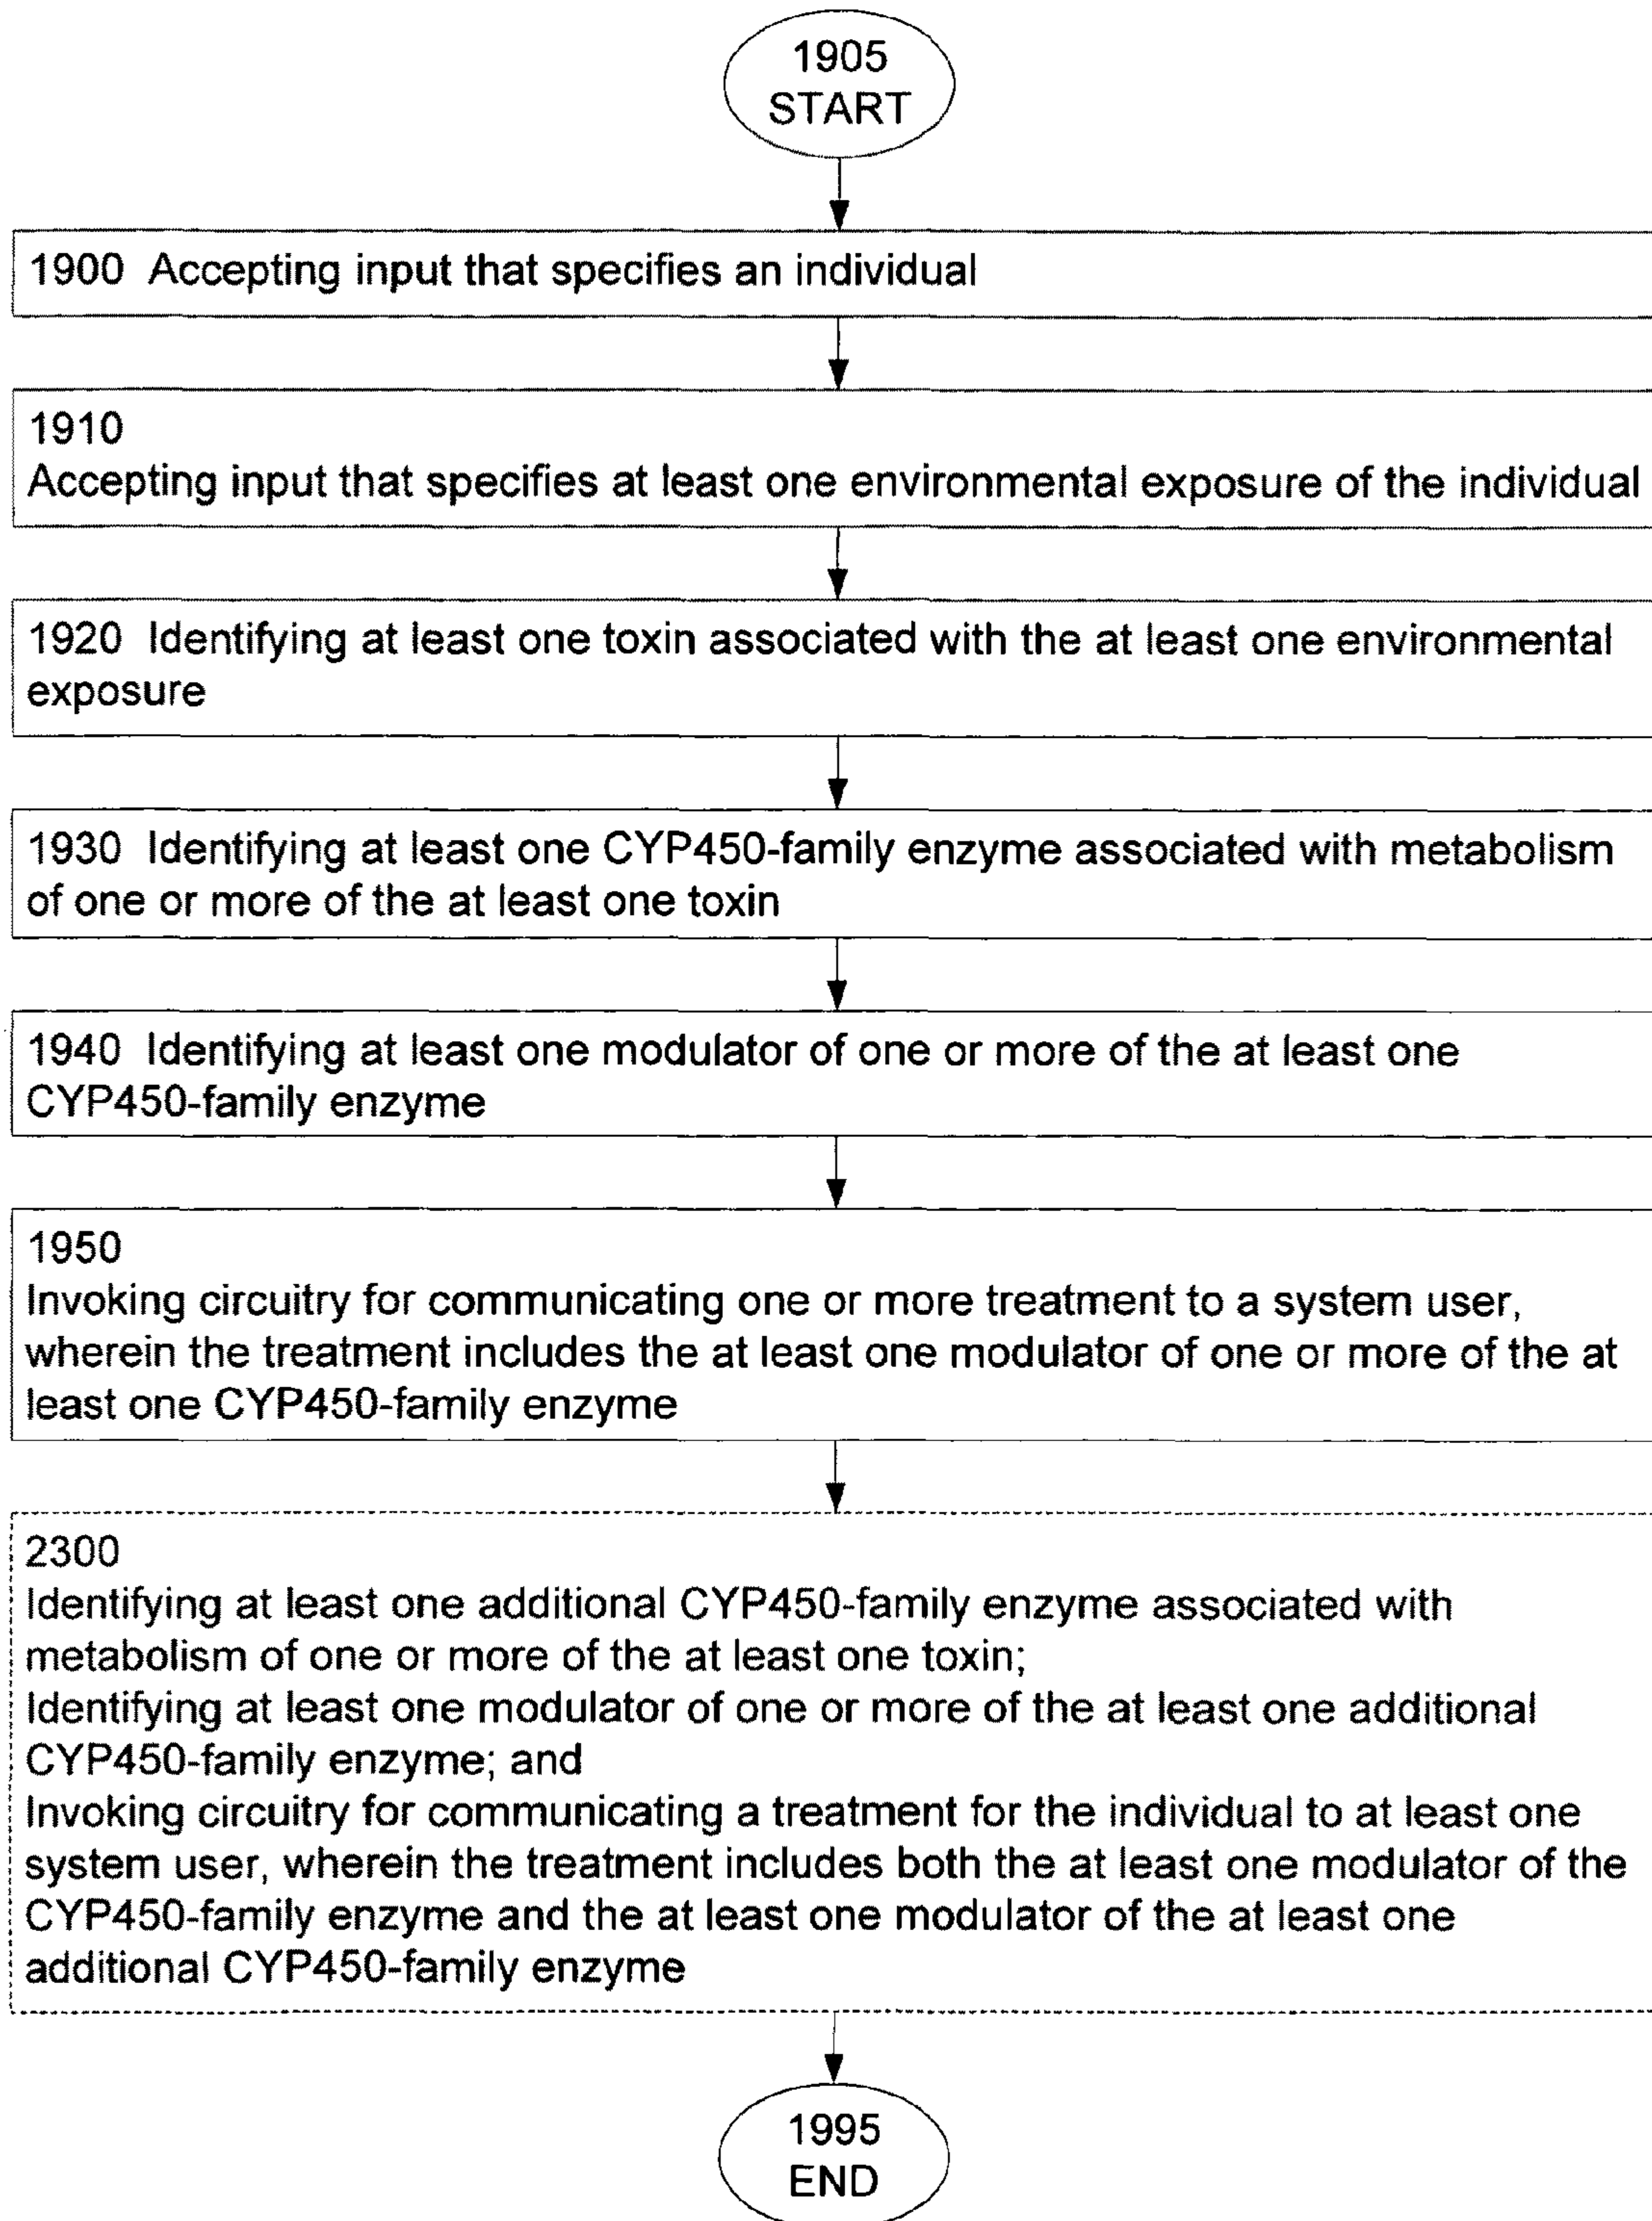 1905
START
1900 Accepting input that specifies an individual
1910
Accepting input that specifies at least one environmental exposure of the individual
1920 Identifying at least one toxin associated with the at least one environmental
exposure
1930 Identifying at least one CYP450-family enzyme associated with metabolism
of one or more of the at least one toxin
1940 Identifying at least one modulator of one or more of the at least one
CYP450-family enzyme
1950
Invoking circuitry for communicating one or more treatment to a system user,
wherein the treatment includes the at least one modulator of one or more of the at
least one CYP450-family enzyme
2300
Identifying at least one additional CYP450-family enzyme associated with
metabolism of one or more of the at least one toxin;
Identifying at least one modulator of one or more of the at least one additional
CYP450-family enzyme; and
Invoking circuitry for communicating a treatment for the individual to at least one
system user, wherein the treatment includes both the at least one modulator of the
CYP450-family enzyme and the at least one modulator of the at least one
additional CYP450-family enzyme
1995
END